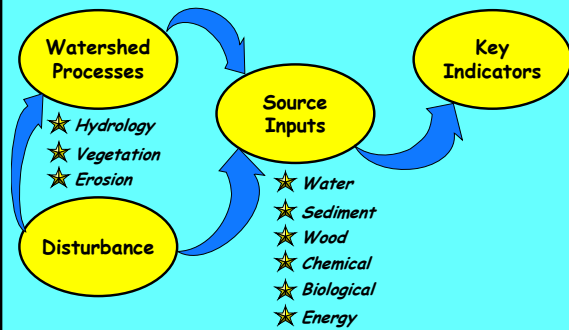 Watershed
Processes
Key
Indicators
Source
Inputs
Hydrology
Vegetation
Erosion
Disturbance
Water
Sediment
Wood
Chemical
Biological
Energy